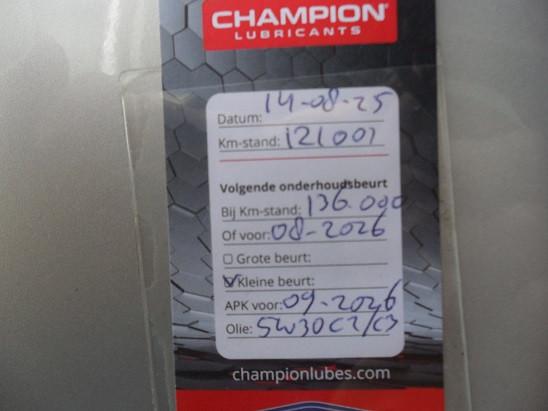 CHAMPION
LUBRICANTS
Datum: 14-08-25
Km-stand: 121001
Volgende onderhoudsbeurt
Bij Km-stand: 136.000
Of voor: 08-2026
Grote beurt:
Kleine beurt:
APK voor: 09-2026
Olie: 5W30 C2/C3
championlubes.com